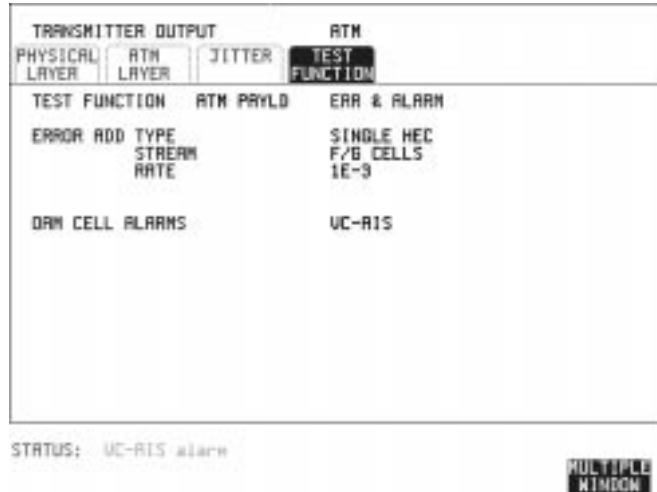 TRANSMITTER OUTPUT ATM
PHYSICAL LAYER ATM LAYER JITTER TEST FUNCTION
TEST FUNCTION ATM PAYLD ERR & ALARM
ERROR ADD TYPE SINGLE HEC
STREAM F/G CELLS
RATE 1E-9
OAM CELL ALARMS VC-AIS
STATUS: VC-AIS alarm
MULTIPLE WINDOW